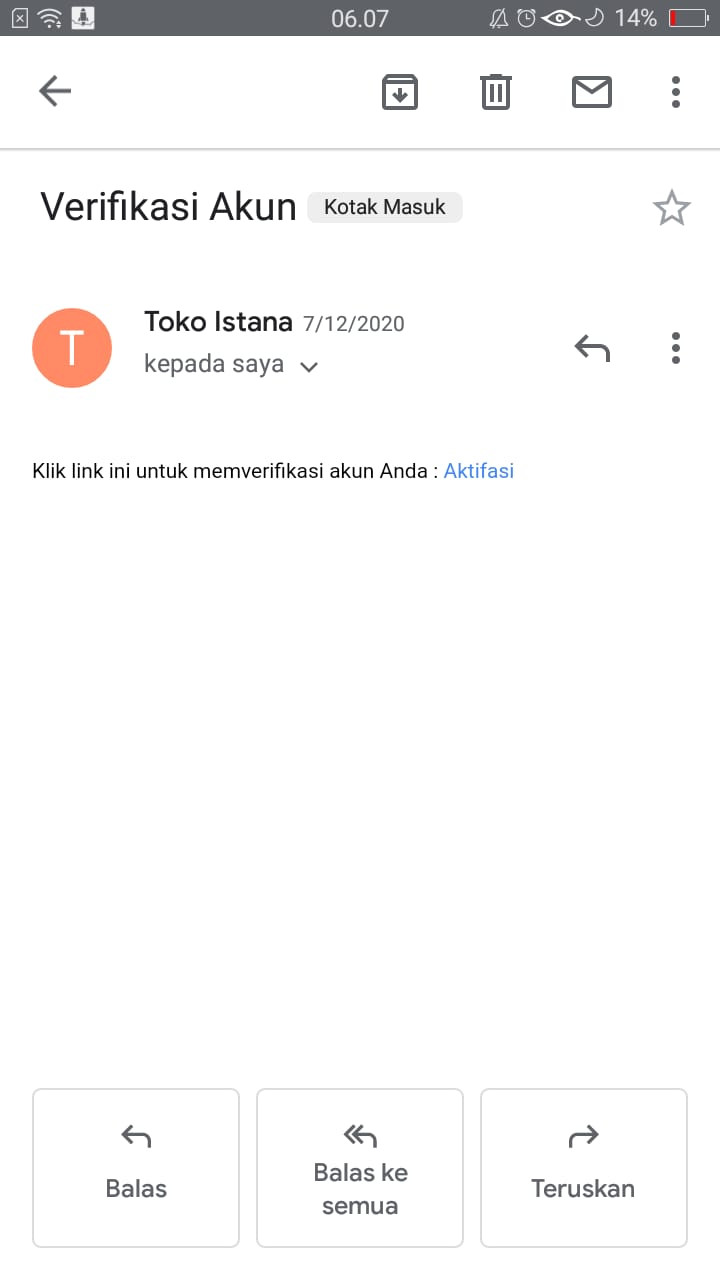 06.07
14%
Verifikasi Akun Kotak Masuk
T
Toko Istana 7/12/2020
kepada saya
Klik link ini untuk memverifikasi akun Anda : Aktifasi
Balas
Balas ke
semua
Teruskan